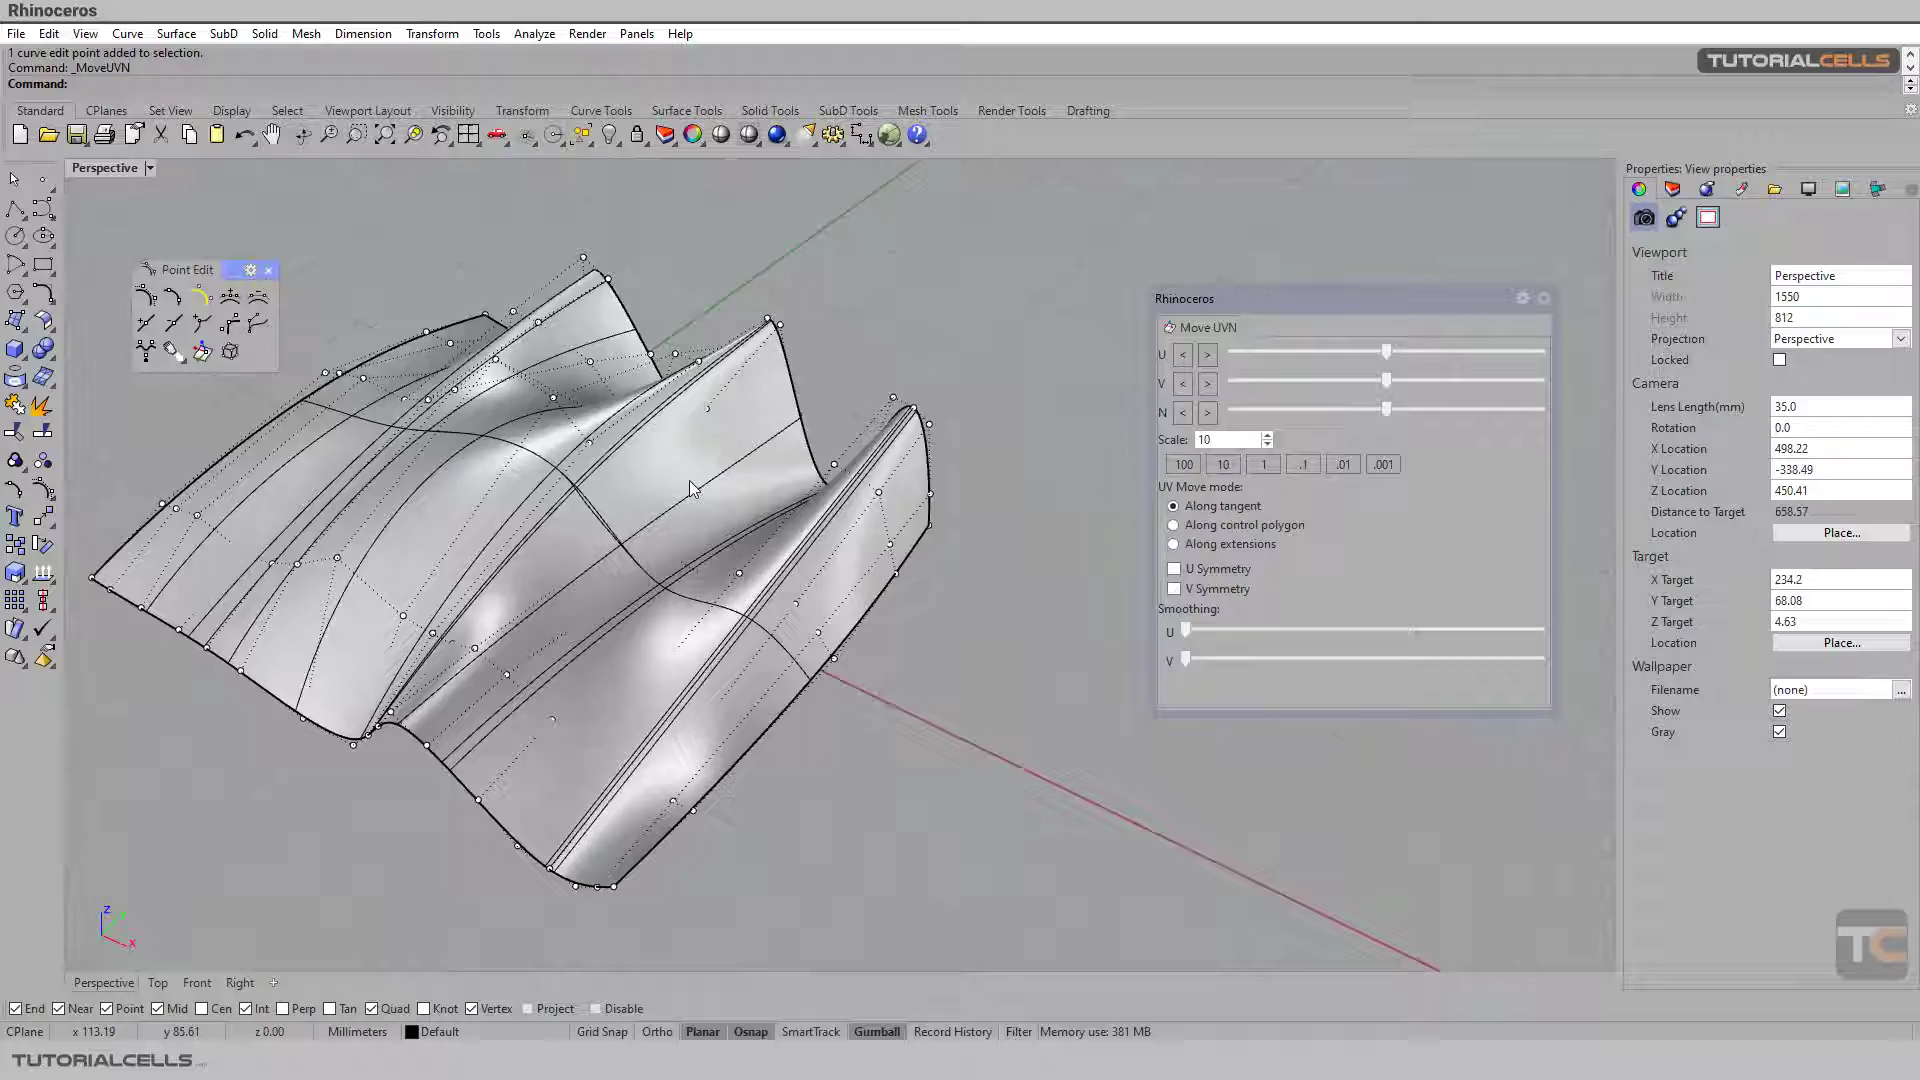 Rhinoceros
File Edit View Curve Surface SubD Solid Mesh Dimension Transform Tools Analyze Render Panels Help
1 curve edit point added to selection.
Command: _MoveUVN
Command:
TUTORIALCELLS
Standard CPlanes Set View Display Select Viewport Layout Visibility Transform Curve Tools Surface Tools Solid Tools SubD Tools Mesh Tools Render Tools Drafting
Perspective
Point Edit
Rhinoceros
Move UVN
U < >
V < >
N < >
Scale: 10
100 10 1 .1 .01 .001
UV Move mode:
Along tangent
Along control polygon
Along extensions
U Symmetry
V Symmetry
Smoothing:
U
V
Properties: View properties
Viewport
Title Perspective
Width 1550
Height 812
Projection Perspective
Locked
Camera
Lens Length(mm) 35.0
Rotation 0.0
X Location 498.22
Y Location -338.49
Z Location 450.41
Distance to Target 658.57
Location Place...
Target
X Target 234.2
Y Target 68.08
Z Target 4.63
Location Place...
Wallpaper
Filename (none) ...
Show
Gray
TC
z
y
x
Perspective Top Front Right
End Near Point Mid Cen Int Perp Tan Quad Knot Vertex Project Disable
CPlane x 113.19 y 85.61 z 0.00 Millimeters Default Grid Snap Ortho Planar Osnap SmartTrack Gumball Record History Filter Memory use: 381 MB
TUTORIALCELLS